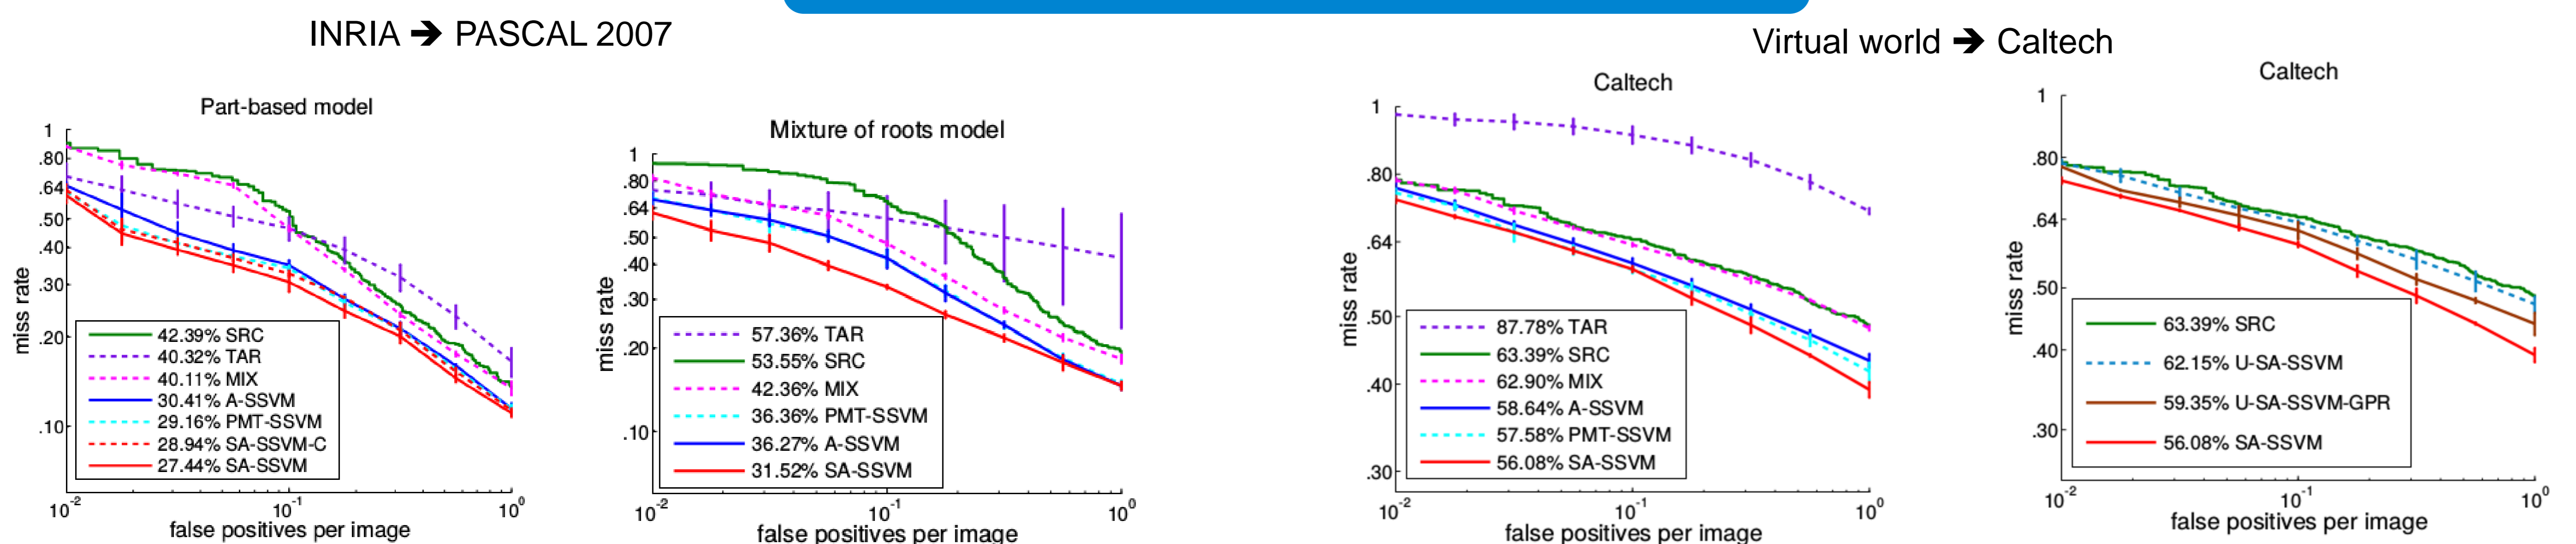 INRIA ➔ PASCAL 2007
Part-based model
1
.80
.64
.50
.40
.30
.20
.10
miss rate
42.39% SRC
40.32% TAR
40.11% MIX
30.41% A-SSVM
29.16% PMT-SSVM
28.94% SA-SSVM-C
27.44% SA-SSVM
10^-2
10^-1
10^0
false positives per image
Mixture of roots model
1
.80
.64
.50
.40
.30
.20
.10
miss rate
57.36% TAR
53.55% SRC
42.36% MIX
36.36% PMT-SSVM
36.27% A-SSVM
31.52% SA-SSVM
10^-2
10^-1
10^0
false positives per image
Virtual world ➔ Caltech
Caltech
1
.80
.64
.50
.40
.30
miss rate
87.78% TAR
63.39% SRC
62.90% MIX
58.64% A-SSVM
57.58% PMT-SSVM
56.08% SA-SSVM
10^-2
10^-1
10^0
false positives per image
Caltech
1
.80
.64
.50
.40
.30
miss rate
63.39% SRC
62.15% U-SA-SSVM
59.35% U-SA-SSVM-GPR
56.08% SA-SSVM
10^-2
10^-1
10^0
false positives per image